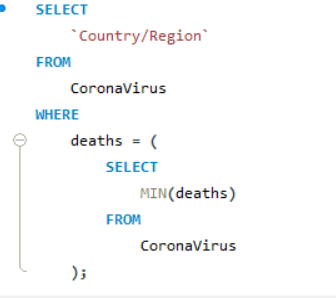 SELECT
`Country/Region`
FROM
CoronaVirus
WHERE
deaths = (
SELECT
MIN(deaths)
FROM
CoronaVirus
);